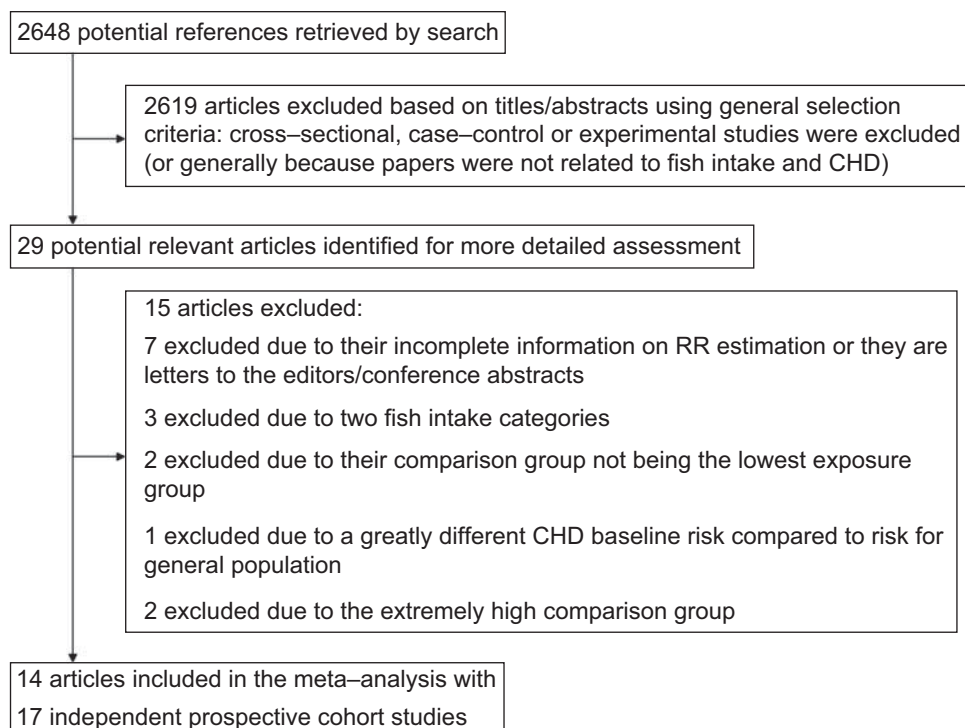 2648 potential references retrieved by search
2619 articles excluded based on titles/abstracts using general selection
criteria: cross–sectional, case–control or experimental studies were excluded
(or generally because papers were not related to fish intake and CHD)
29 potential relevant articles identified for more detailed assessment
15 articles excluded:
7 excluded due to their incomplete information on RR estimation or they are
letters to the editors/conference abstracts
3 excluded due to two fish intake categories
2 excluded due to their comparison group not being the lowest exposure
group
1 excluded due to a greatly different CHD baseline risk compared to risk for
general population
2 excluded due to the extremely high comparison group
14 articles included in the meta–analysis with
17 independent prospective cohort studies